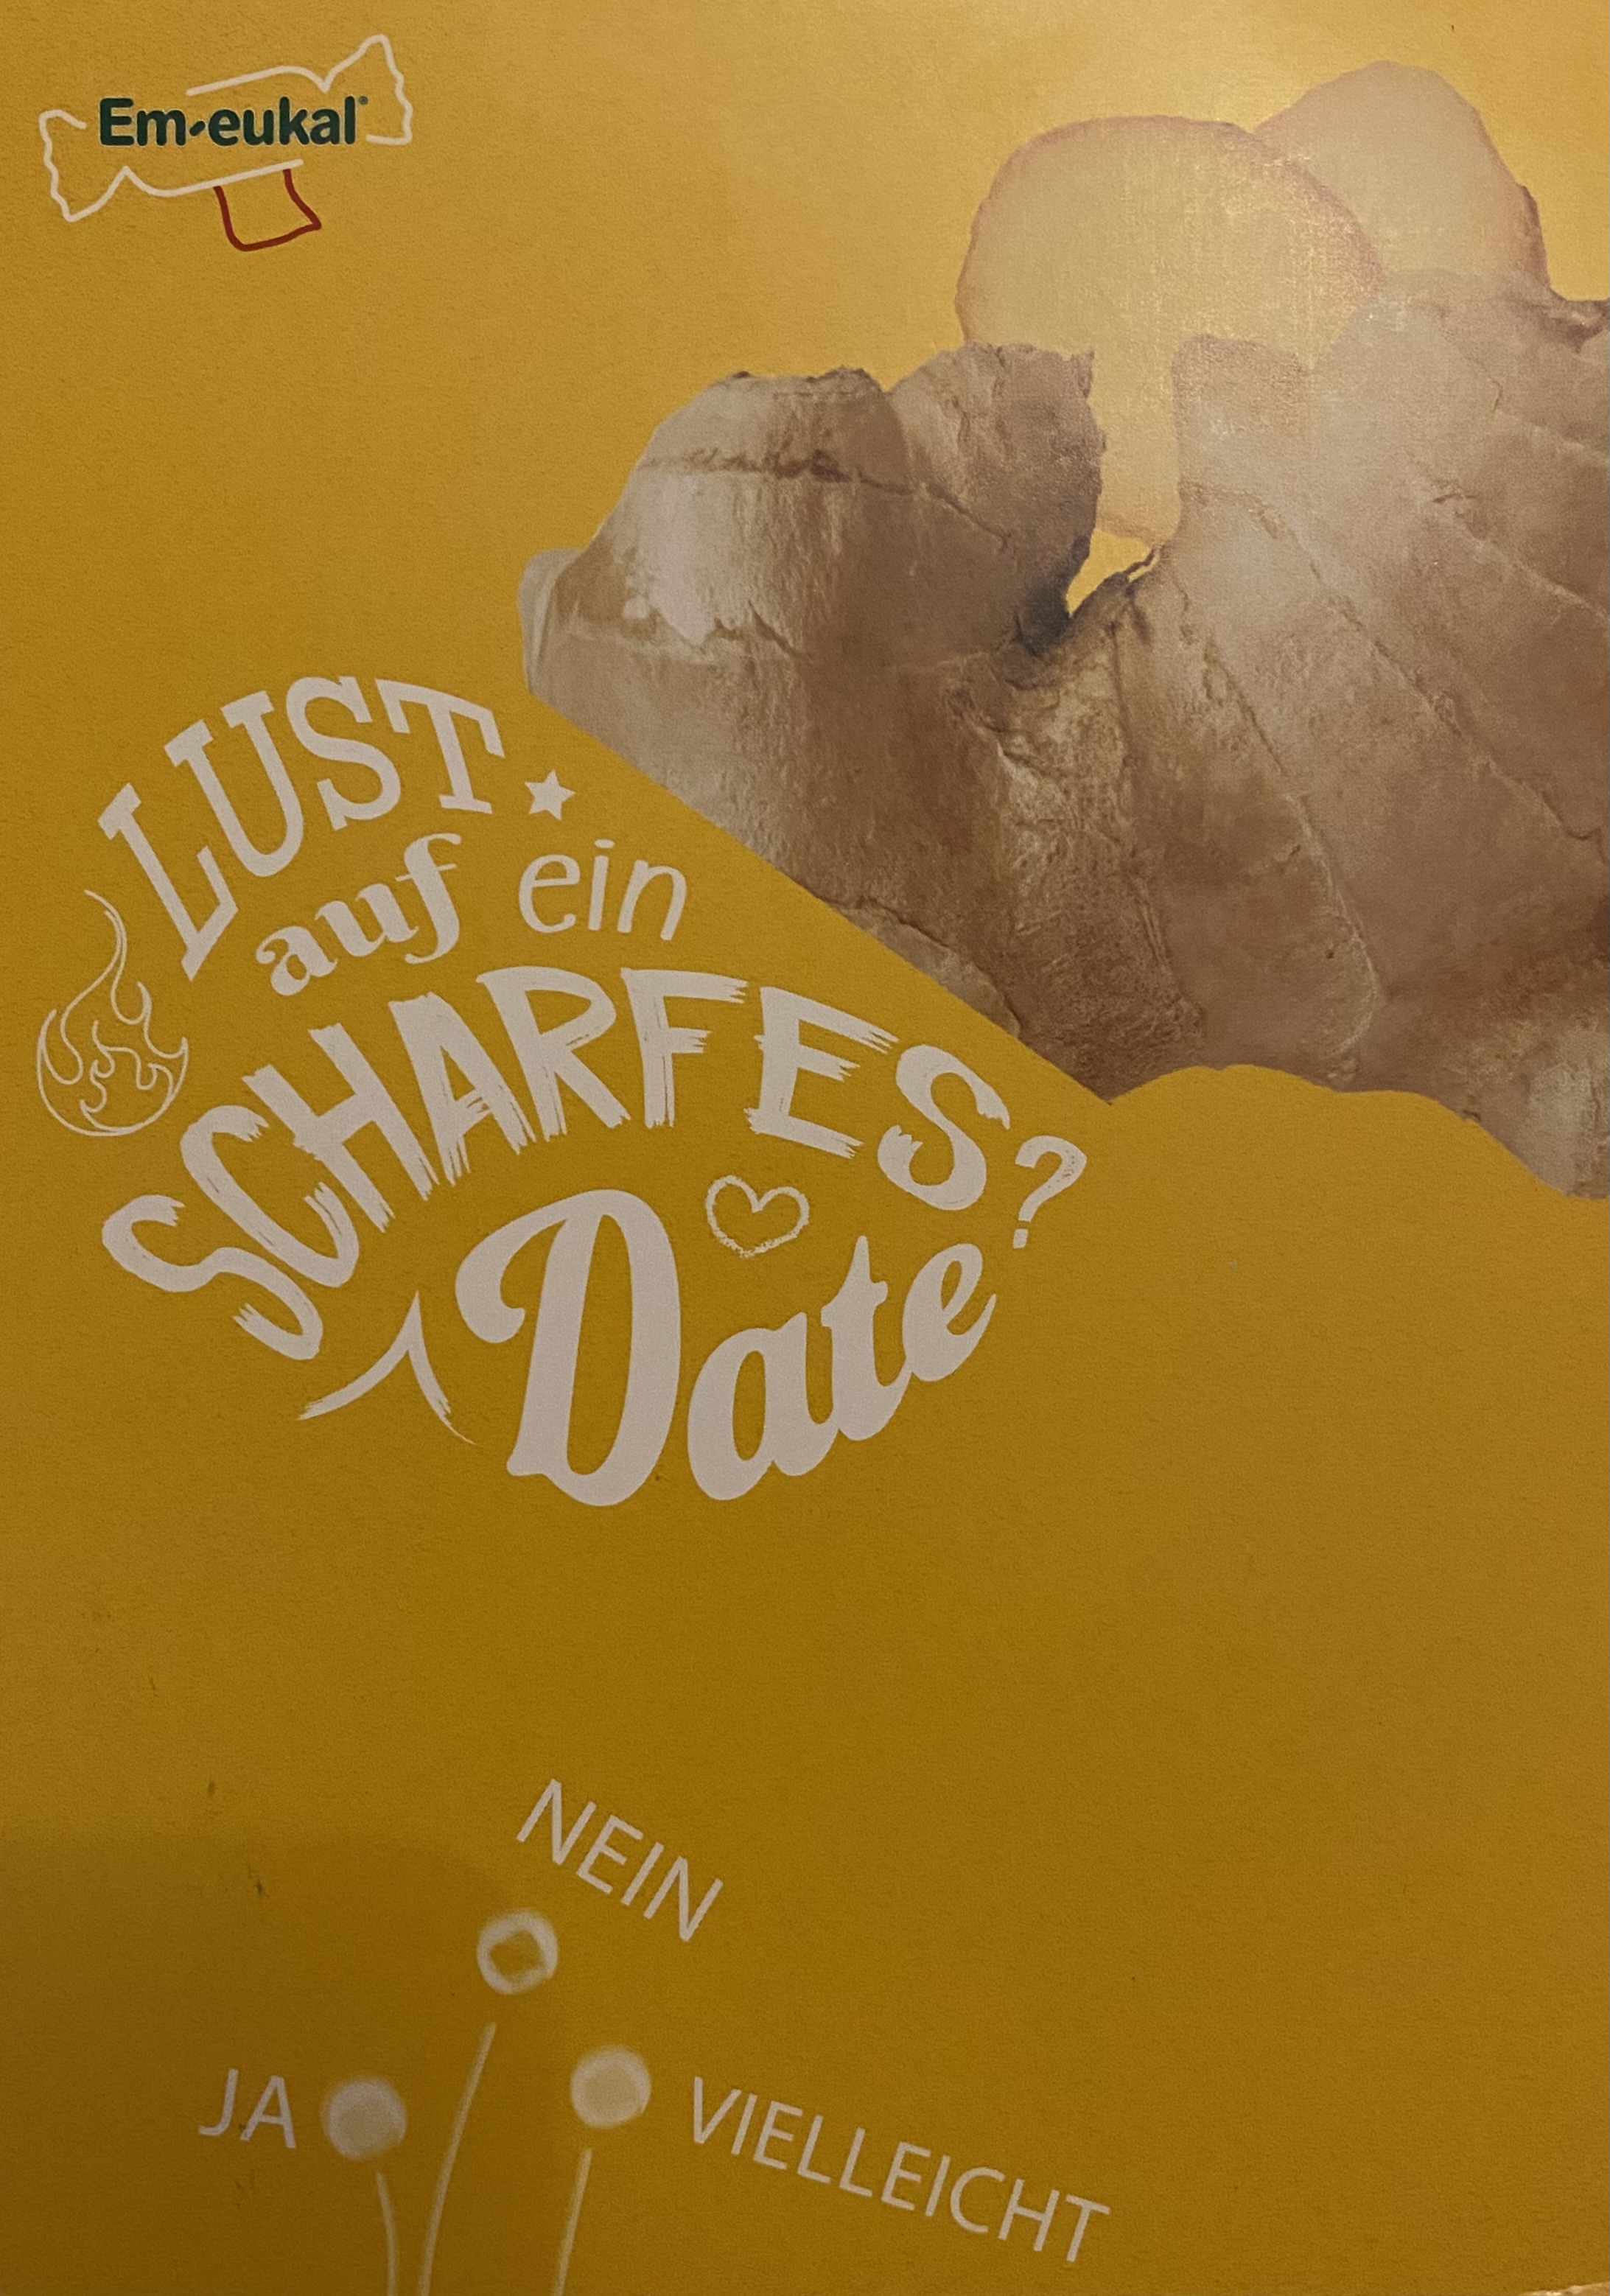 Em-eukal®
LUST
auf ein
SCHARFES?
Date
NEIN
JA
VIELLEICHT